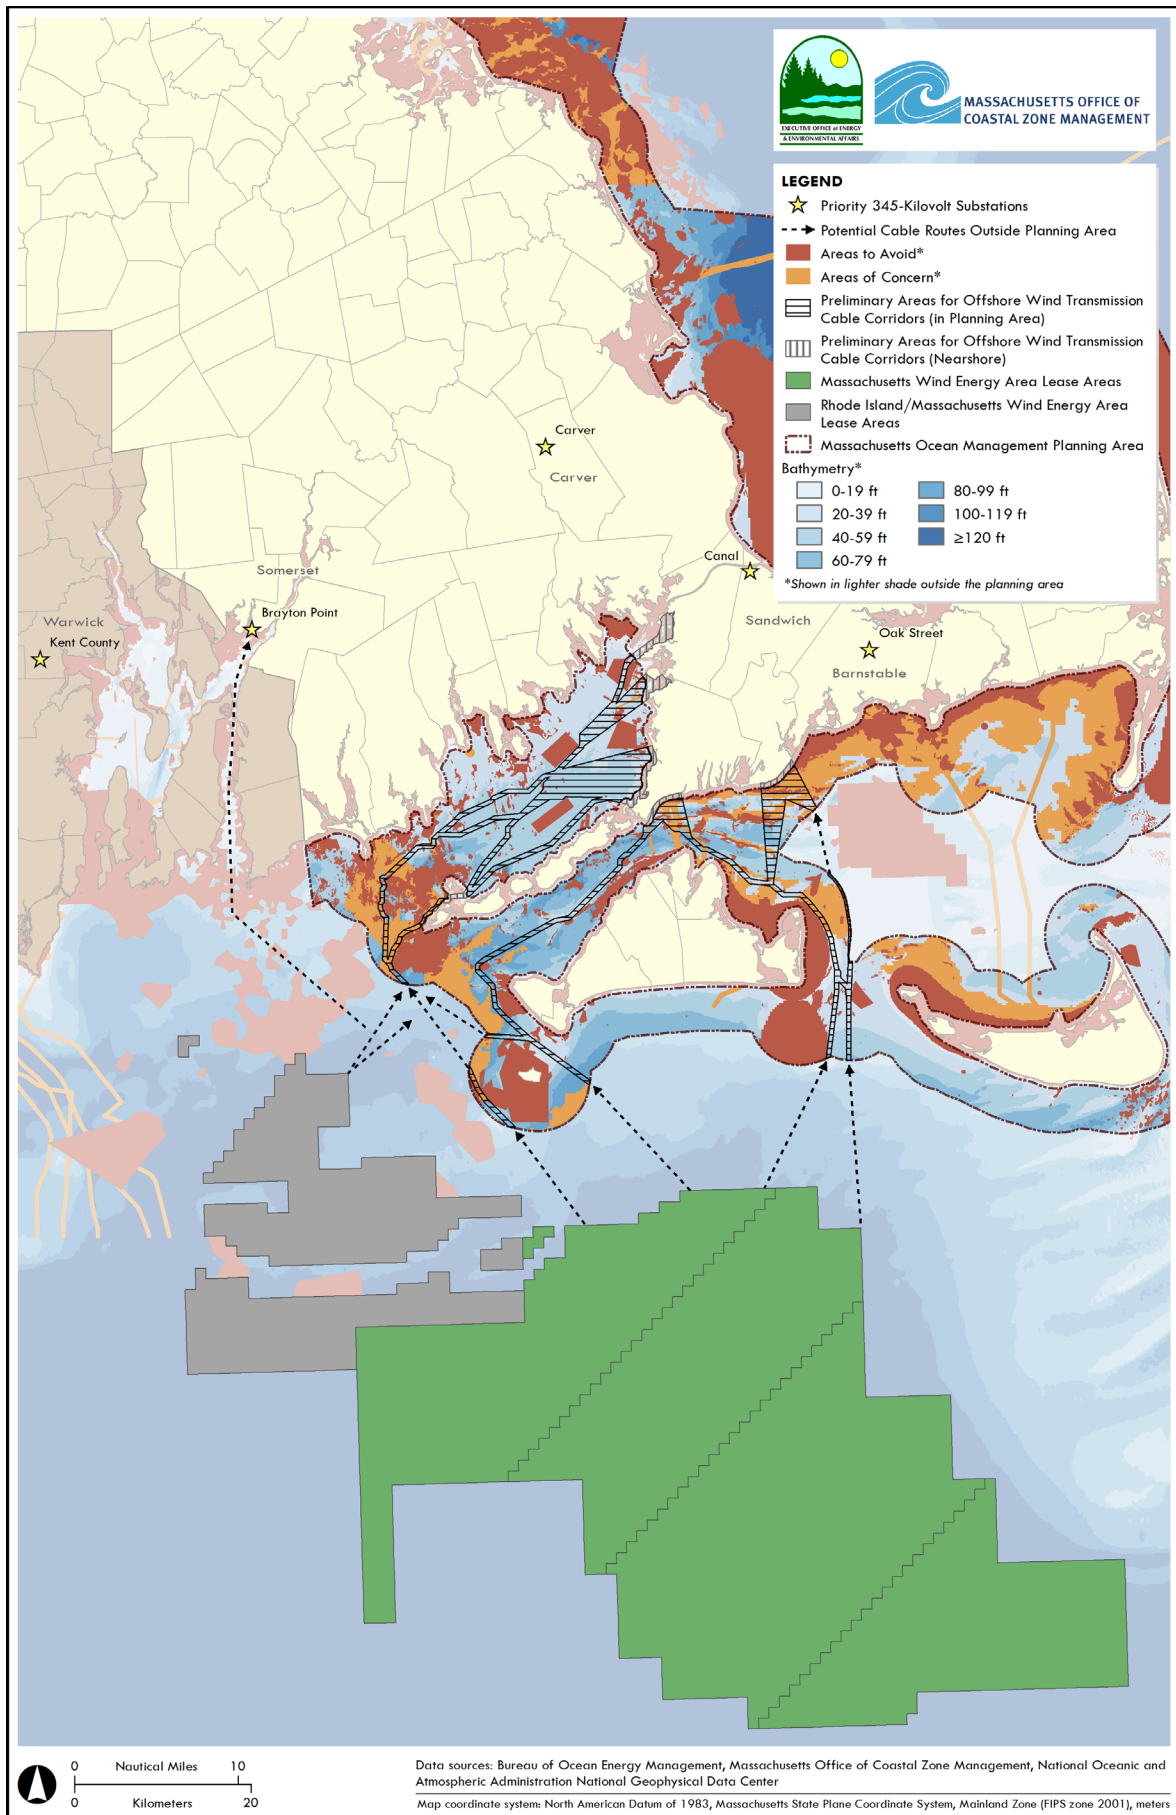 EXECUTIVE OFFICE of ENERGY
& ENVIRONMENTAL AFFAIRS
MASSACHUSETTS OFFICE OF
COASTAL ZONE MANAGEMENT
LEGEND
Priority 345-Kilovolt Substations
Potential Cable Routes Outside Planning Area
Areas to Avoid*
Areas of Concern*
Preliminary Areas for Offshore Wind Transmission
Cable Corridors (in Planning Area)
Preliminary Areas for Offshore Wind Transmission
Cable Corridors (Nearshore)
Massachusetts Wind Energy Area Lease Areas
Rhode Island/Massachusetts Wind Energy Area
Lease Areas
Massachusetts Ocean Management Planning Area
Bathymetry*
0-19 ft
80-99 ft
20-39 ft
100-119 ft
40-59 ft
≥120 ft
60-79 ft
*Shown in lighter shade outside the planning area
Carver
Carver
Canal
Somerset
Brayton Point
Warwick
Kent County
Sandwich
Oak Street
Barnstable
0 Nautical Miles 10
0 Kilometers 20
Data sources: Bureau of Ocean Energy Management, Massachusetts Office of Coastal Zone Management, National Oceanic and
Atmospheric Administration National Geophysical Data Center
Map coordinate system: North American Datum of 1983, Massachusetts State Plane Coordinate System, Mainland Zone (FIPS zone 2001), meters